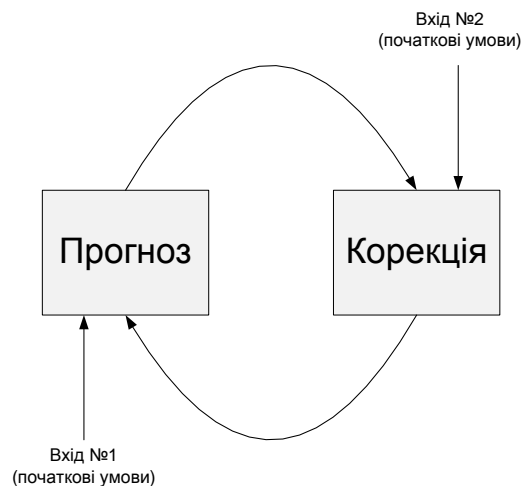 Вхід №2
(початкові умови)
Прогноз
Корекція
Вхід №1
(початкові умови)